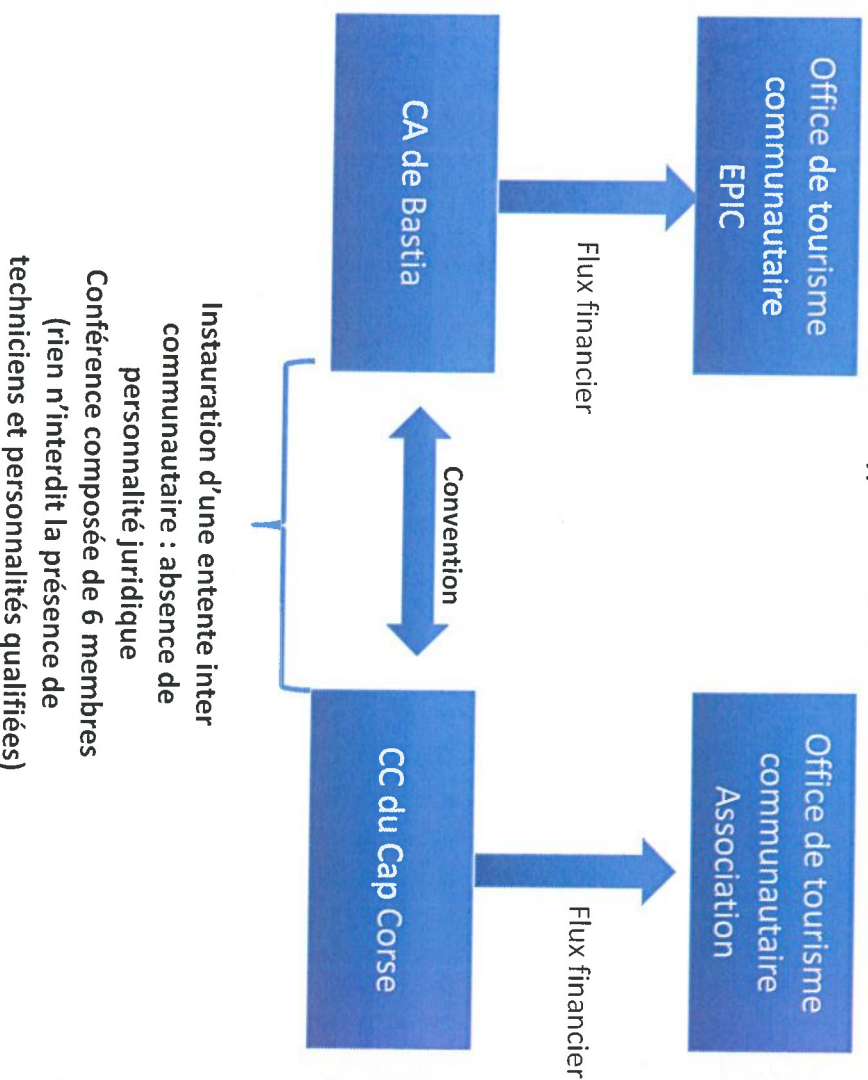 Office de tourisme
communautaire
EPIC
Office de tourisme
communautaire
Association
Flux financier
Flux financier
CA de Bastia
Convention
CC du Cap Corse
Instauration d'une entente inter
communautaire : absence de
personnalité juridique
Conférence composée de 6 membres
(rien n'interdit la présence de
techniciens et personnalités qualifiées)